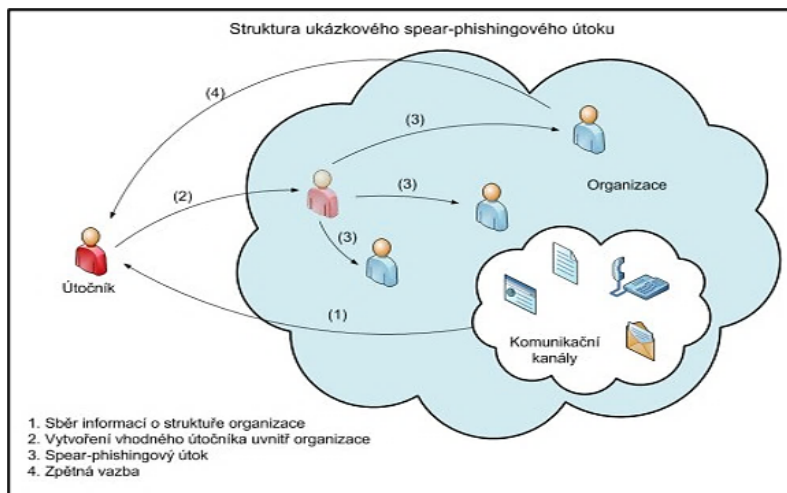 Struktura ukázkového spear-phishingového útoku
(4)
(3)
(2)
(3)
Organizace
(3)
Útočník
(1)
Komunikační
kanály
1. Sběr informací o struktuře organizace
2. Vytvoření vhodného útočníka uvnitř organizace
3. Spear-phishingový útok
4. Zpětná vazba